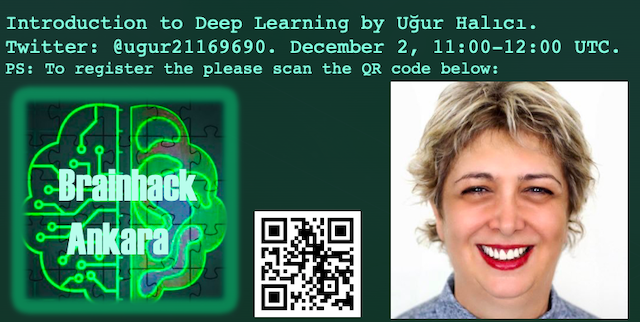 Introduction to Deep Learning by Uğur Halıcı.
Twitter: @ugur21169690. December 2, 11:00-12:00 UTC.
PS: To register the please scan the QR code below:
Brainhack
Ankara